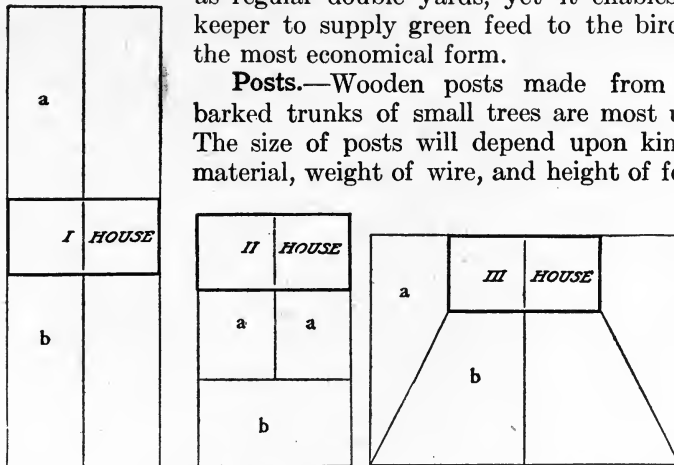 as regular double yards, yet it enables
keeper to supply green feed to the bird
the most economical form.
Posts.—Wooden posts made from
barked trunks of small trees are most u
The size of posts will depend upon kin
material, weight of wire, and height of fe
a
I HOUSE
b
II HOUSE
a a
b
III HOUSE
a
b